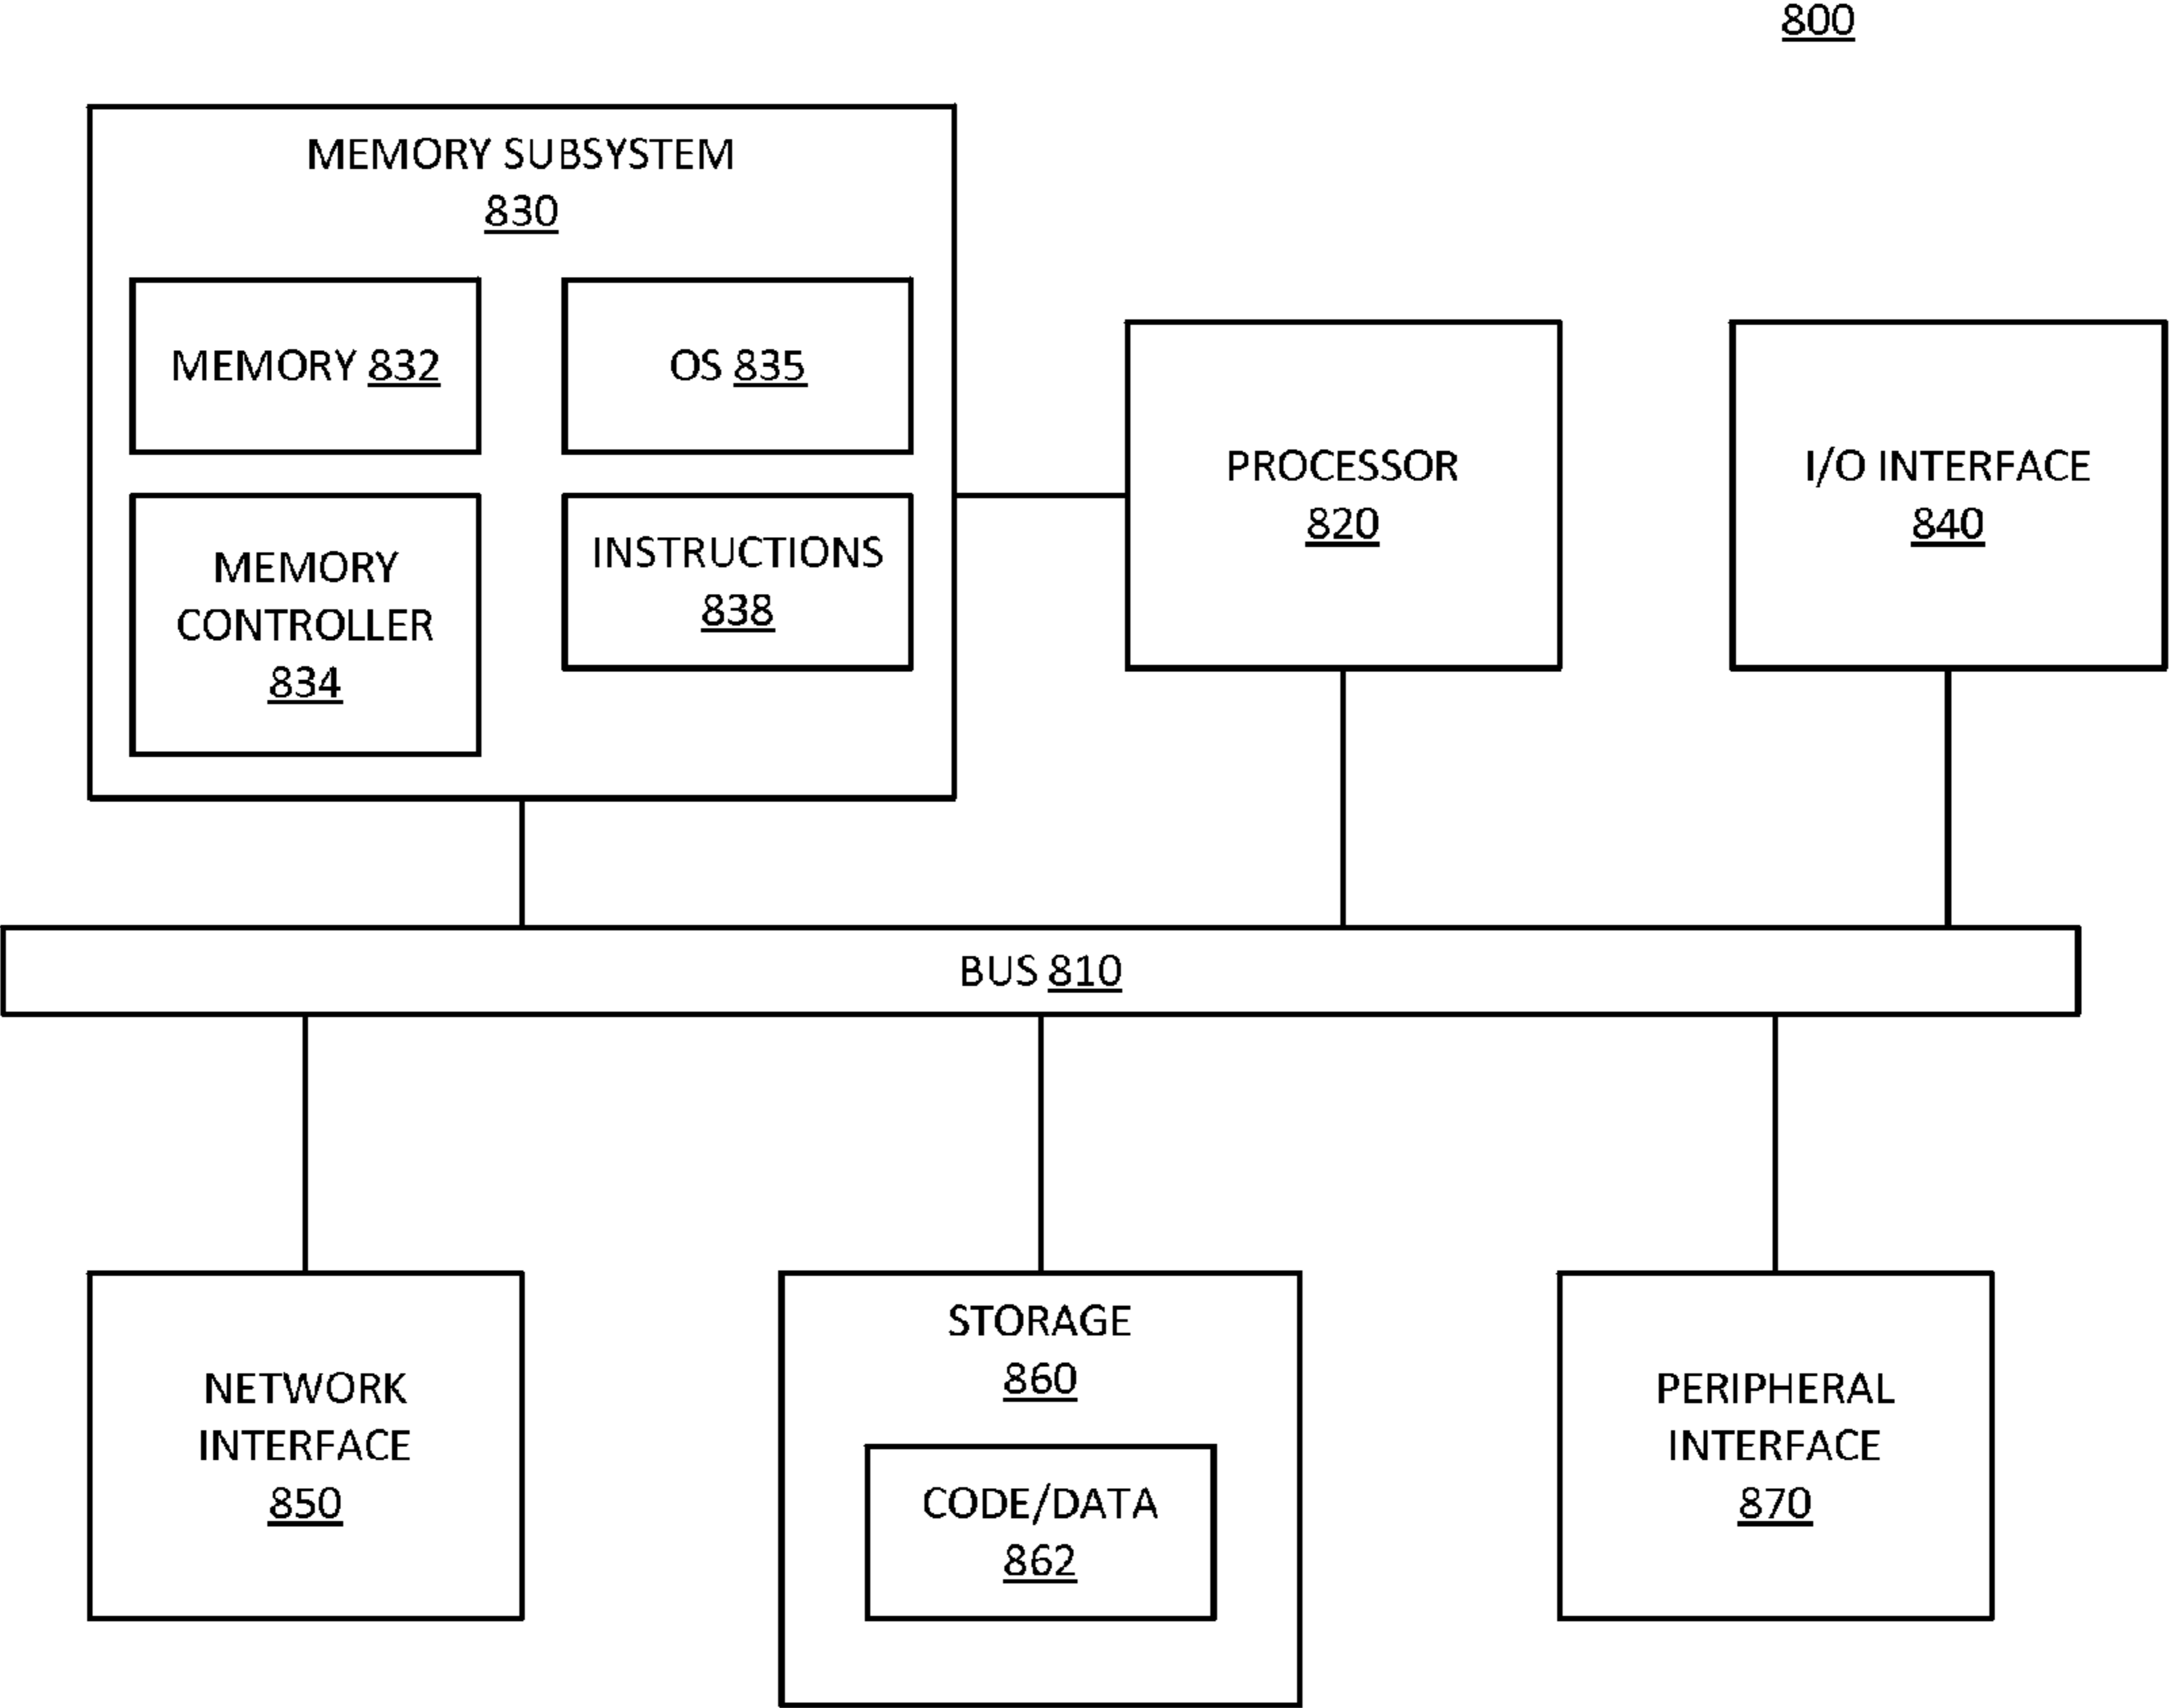 800
MEMORY SUBSYSTEM
830
MEMORY 832
OS 835
MEMORY
CONTROLLER
834
INSTRUCTIONS
838
PROCESSOR
820
I/O INTERFACE
840
BUS 810
NETWORK
INTERFACE
850
STORAGE
860
CODE/DATA
862
PERIPHERAL
INTERFACE
870